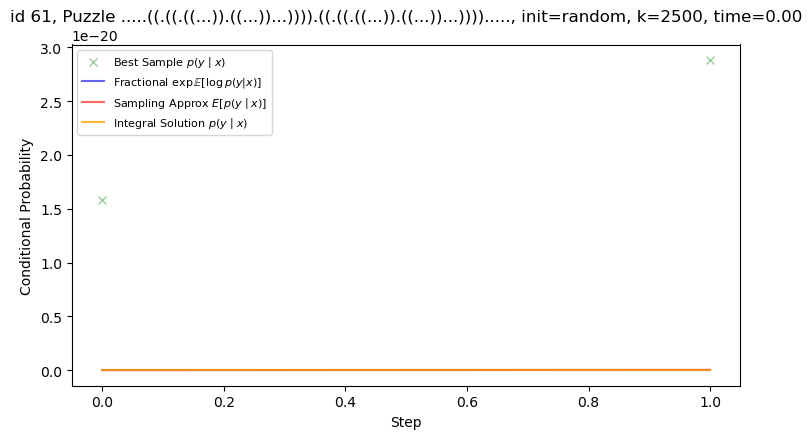 id 61, Puzzle .....((.((.((...)).((...))...)))).((.((.((...)).((...))...))))....., init=random, k=2500, time=0.00
1e−20
3.0
2.5
2.0
1.5
1.0
0.5
0.0
Conditional Probability
Best Sample p(y | x)
Fractional exp𝔼[log p(y|x)]
Sampling Approx E[p(y | x)]
Integral Solution p(y | x)
0.0 0.2 0.4 0.6 0.8 1.0
Step